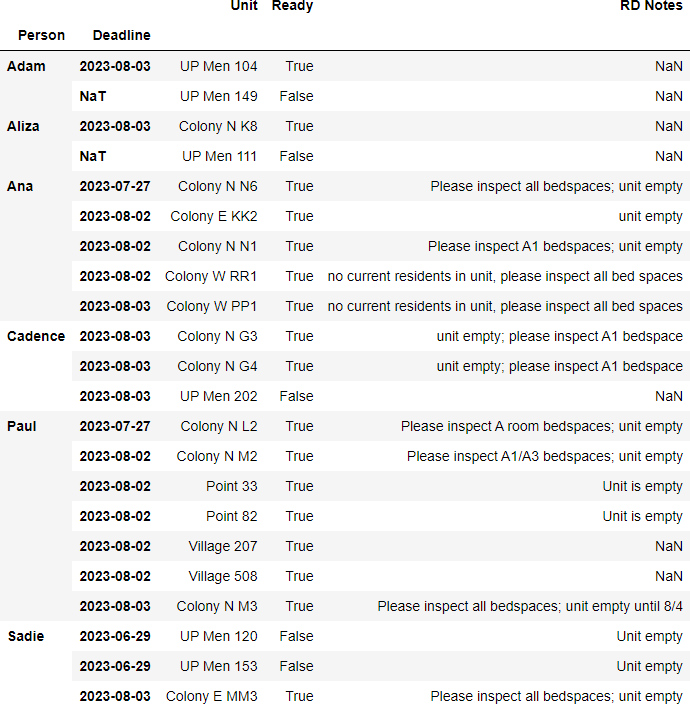 Unit Ready RD Notes
Person Deadline
Adam 2023-08-03 UP Men 104 True NaN
NaT UP Men 149 False NaN
Aliza 2023-08-03 Colony N K8 True NaN
NaT UP Men 111 False NaN
Ana 2023-07-27 Colony N N6 True Please inspect all bedspaces; unit empty
2023-08-02 Colony E KK2 True unit empty
2023-08-02 Colony N N1 True Please inspect A1 bedspaces; unit empty
2023-08-02 Colony W RR1 True no current residents in unit, please inspect all bed spaces
2023-08-03 Colony W PP1 True no current residents in unit, please inspect all bed spaces
Cadence 2023-08-03 Colony N G3 True unit empty; please inspect A1 bedspace
2023-08-03 Colony N G4 True unit empty; please inspect A1 bedspace
2023-08-03 UP Men 202 False NaN
Paul 2023-07-27 Colony N L2 True Please inspect A room bedspaces; unit empty
2023-08-02 Colony N M2 True Please inspect A1/A3 bedspaces; unit empty
2023-08-02 Point 33 True Unit is empty
2023-08-02 Point 82 True Unit is empty
2023-08-02 Village 207 True NaN
2023-08-02 Village 508 True NaN
2023-08-03 Colony N M3 True Please inspect all bedspaces; unit empty until 8/4
Sadie 2023-06-29 UP Men 120 False Unit empty
2023-06-29 UP Men 153 False Unit empty
2023-08-03 Colony E MM3 True Please inspect all bedspaces; unit empty